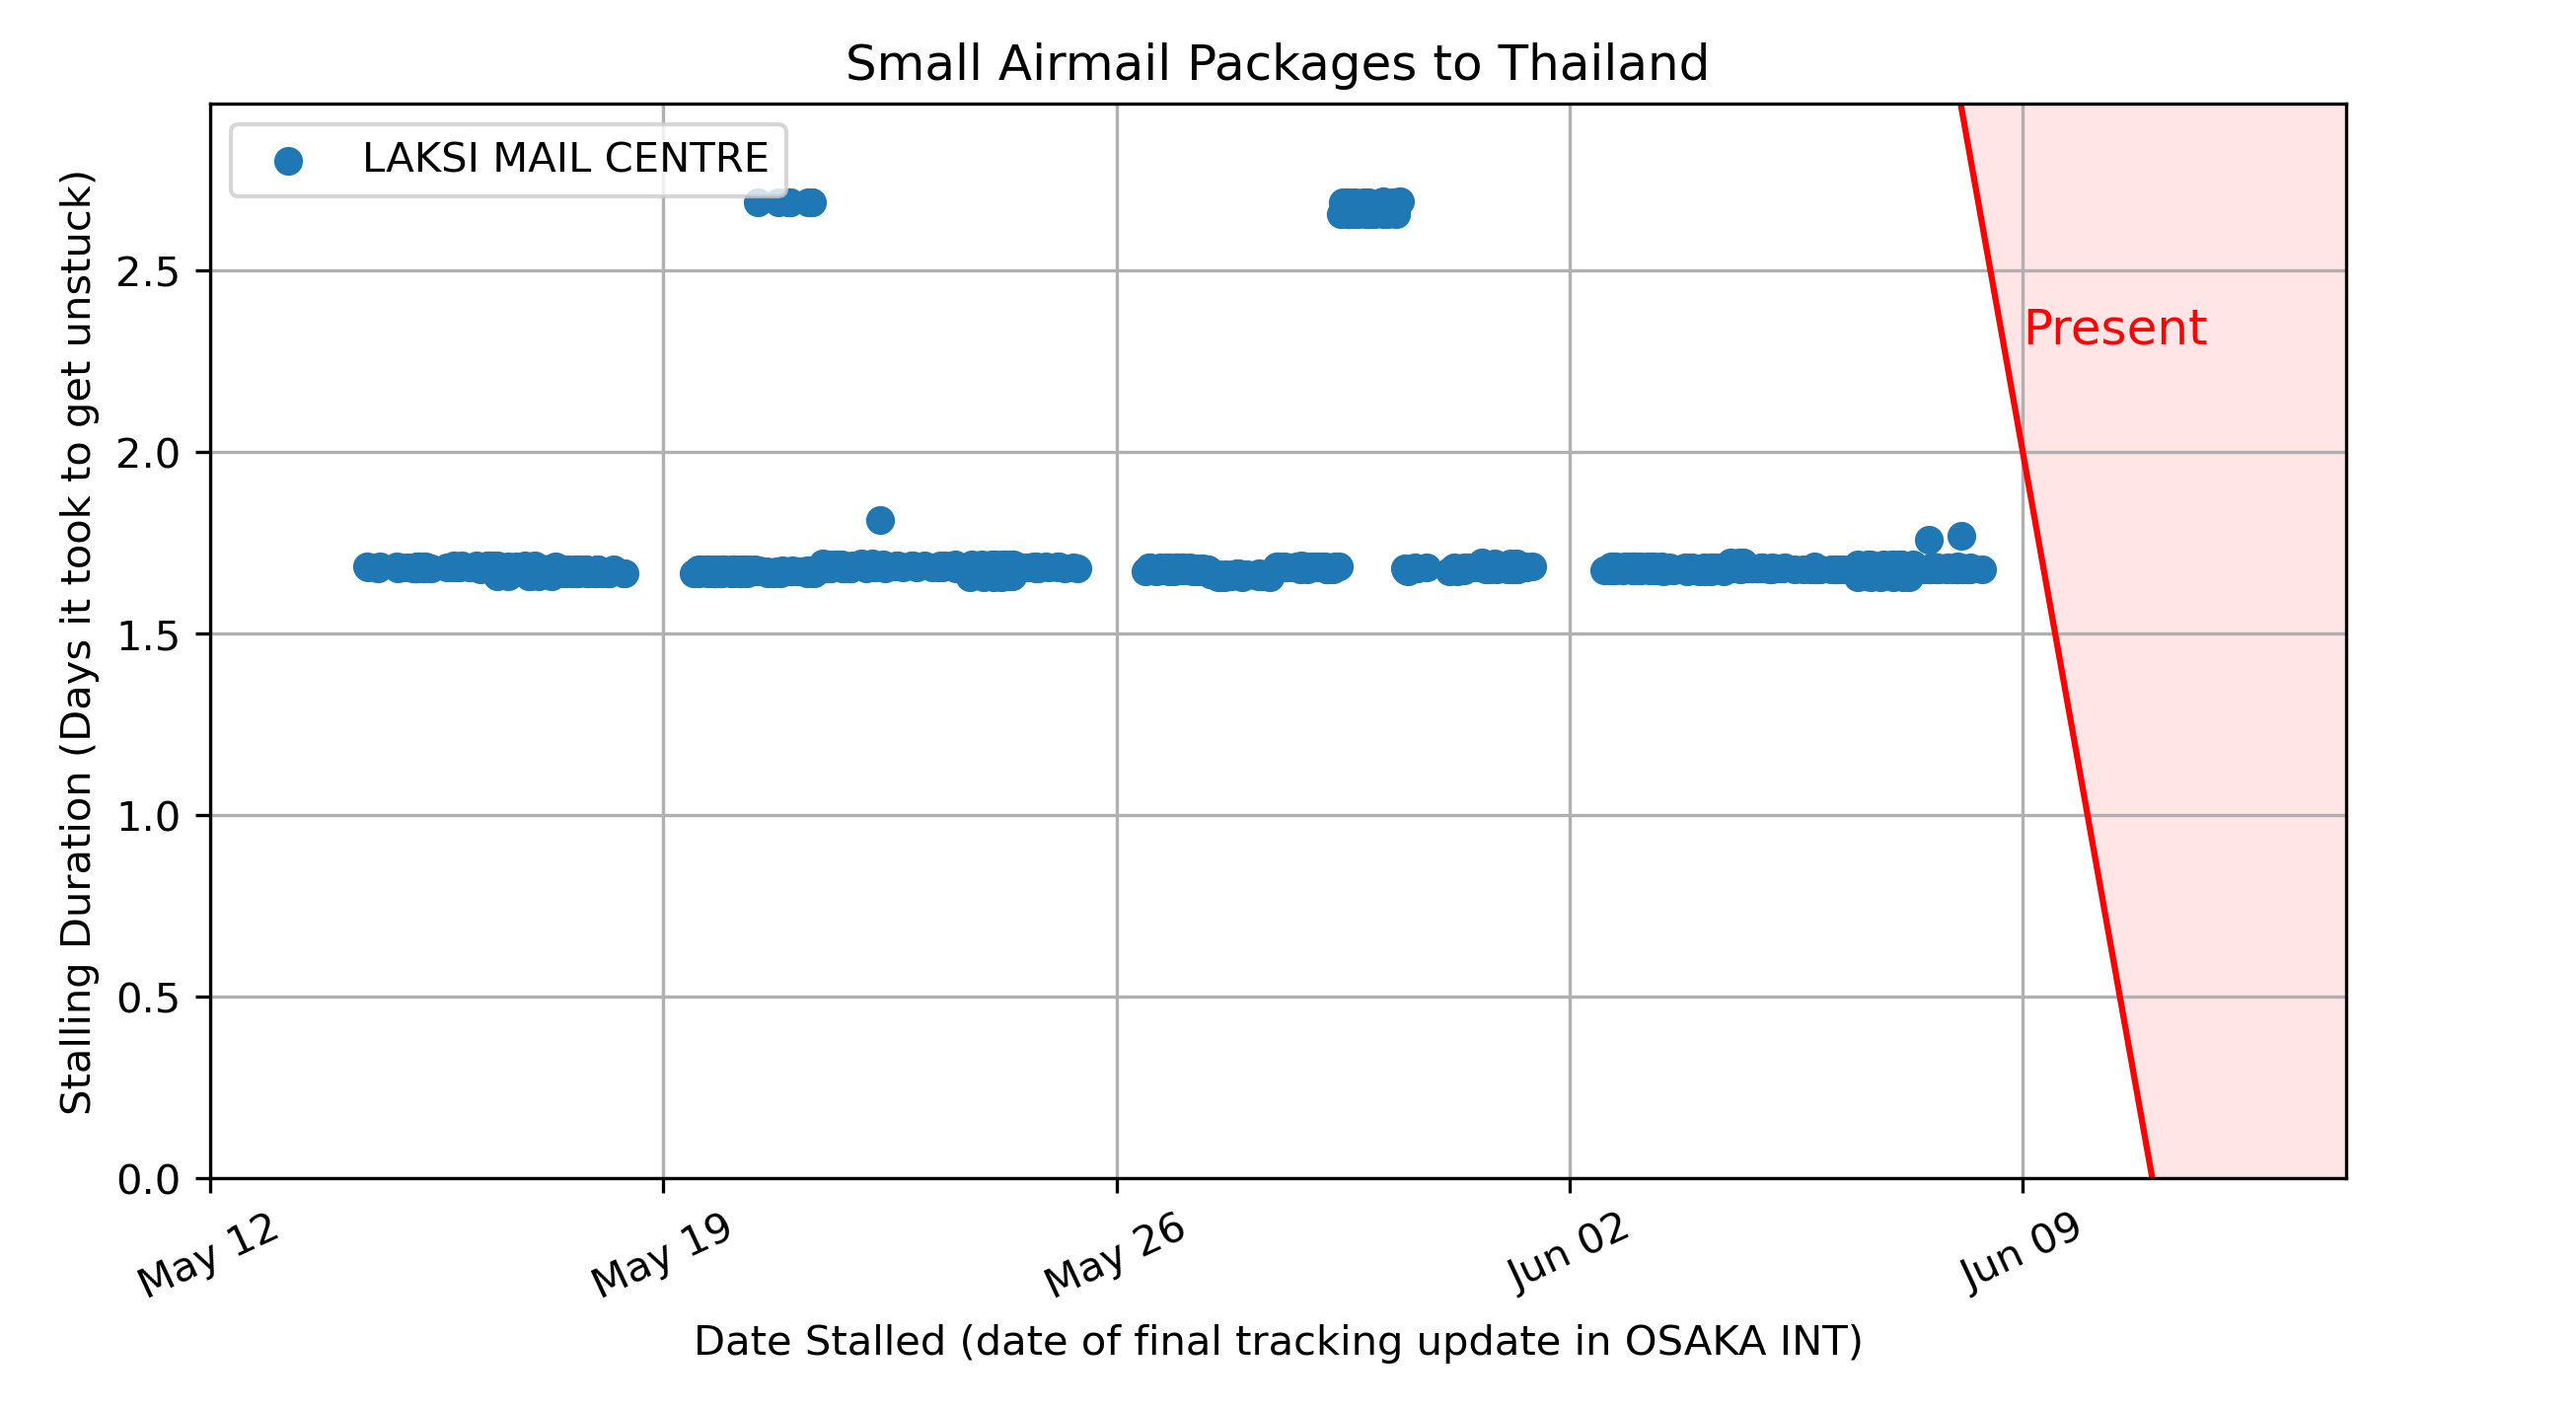 Small Airmail Packages to Thailand
LAKSI MAIL CENTRE
Present
Stalling Duration (Days it took to get unstuck)
2.5
2.0
1.5
1.0
0.5
0.0
May 12
May 19
May 26
Jun 02
Jun 09
Date Stalled (date of final tracking update in OSAKA INT)